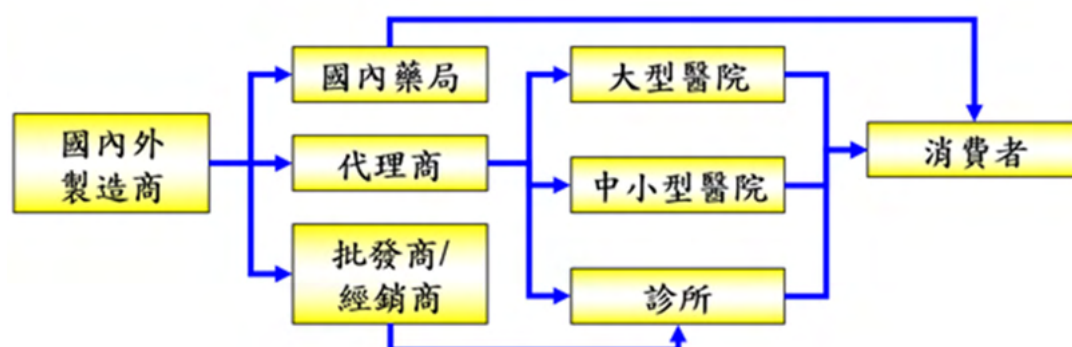 國內外
製造商
國內藥局
代理商
批發商/
經銷商
大型醫院
中小型醫院
診所
消費者